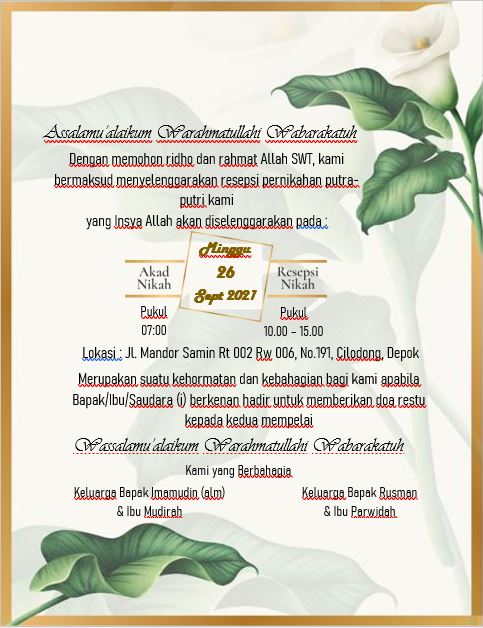 Assalamu'alaikum Warahmatullahi Wabarakatuh
Dengan memohon ridho dan rahmat Allah SWT, kami
bermaksud menyelenggarakan resepsi pernikahan putra-
putri kami
yang Insya Allah akan diselenggarakan pada :
Minggu
26
Sept 2021
Akad
Nikah
Resepsi
Nikah
Pukul
07:00
Pukul
10.00 – 15.00
Lokasi : Jl. Mandor Samin Rt 002 Rw 006, No.191, Cilodong, Depok
Merupakan suatu kehormatan dan kebahagian bagi kami apabila
Bapak/Ibu/Saudara (i) berkenan hadir untuk memberikan doa restu
kepada kedua mempelai
Wassalamu'alaikum Warahmatullahi Wabarakatuh
Kami yang Berbahagia
Keluarga Bapak Imamudin (alm)
& Ibu Mudirah
Keluarga Bapak Rusman
& Ibu Parwidah